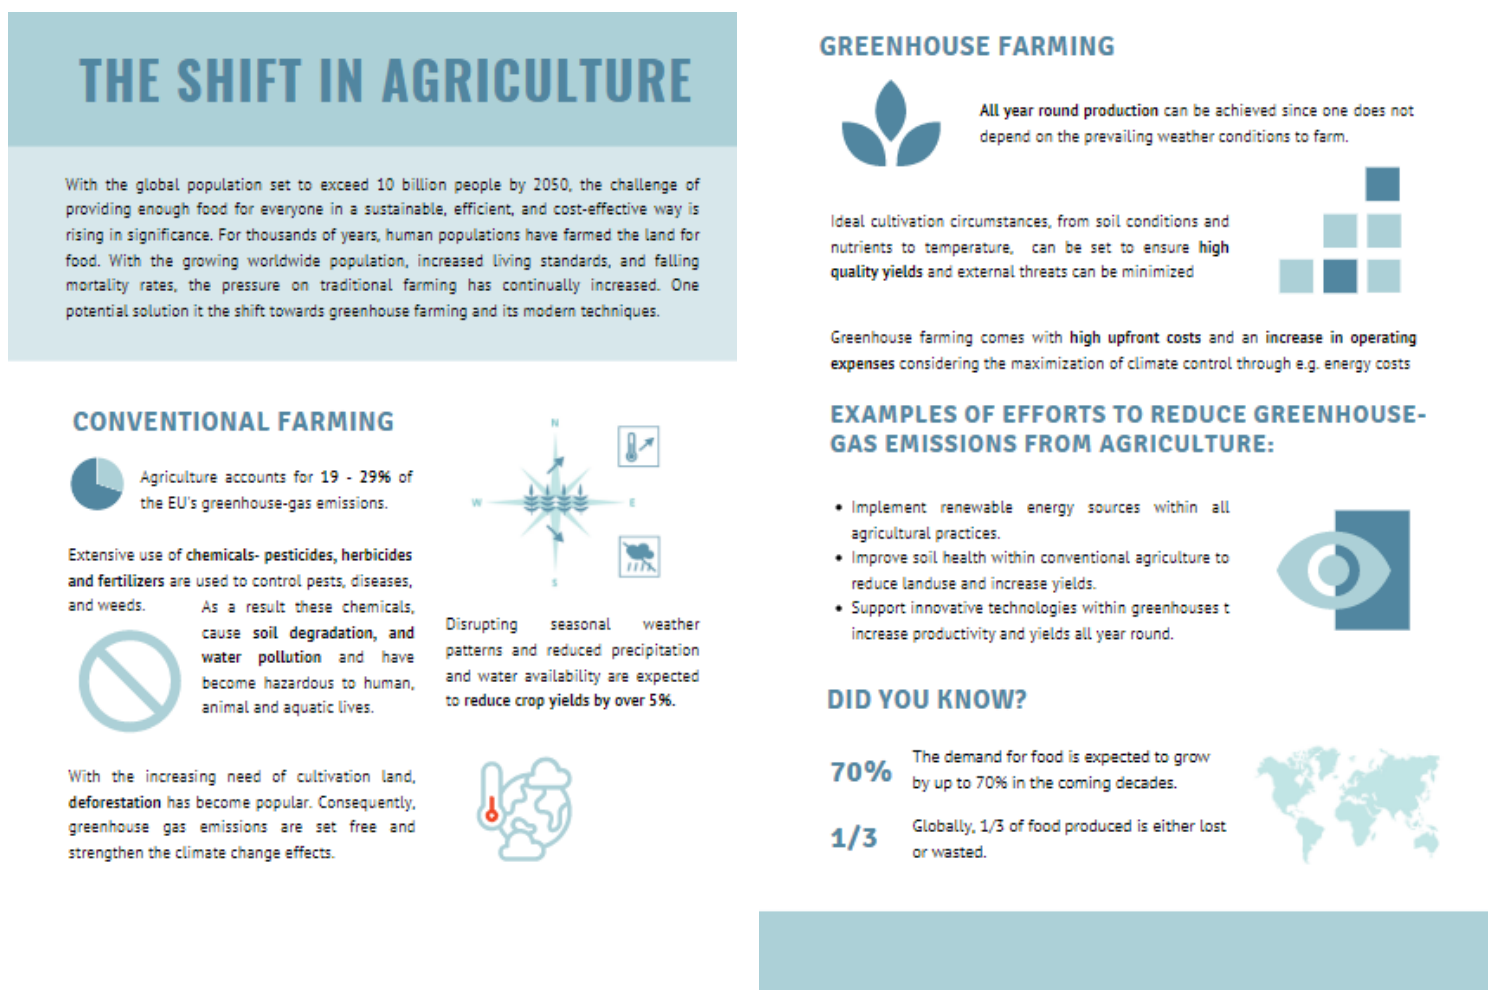 THE SHIFT IN AGRICULTURE
With the global population set to exceed 10 billion people by 2050, the challenge of
providing enough food for everyone in a sustainable, efficient, and cost-effective way is
rising in significance. For thousands of years, human populations have farmed the land for
food. With the growing worldwide population, increased living standards, and falling
mortality rates, the pressure on traditional farming has continually increased. One
potential solution it the shift towards greenhouse farming and its modern techniques.
CONVENTIONAL FARMING
Agriculture accounts for 19 - 29% of
the EU's greenhouse-gas emissions.
Extensive use of chemicals- pesticides, herbicides
and fertilizers are used to control pests, diseases,
and weeds.
As a result these chemicals,
cause soil degradation, and
water pollution and have
become hazardous to human,
animal and aquatic lives.
With the increasing need of cultivation land,
deforestation has become popular. Consequently,
greenhouse gas emissions are set free and
strengthen the climate change effects.
N
W
E
S
Disrupting seasonal weather
patterns and reduced precipitation
and water availability are expected
to reduce crop yields by over 5%.
GREENHOUSE FARMING
All year round production can be achieved since one does not
depend on the prevailing weather conditions to farm.
Ideal cultivation circumstances, from soil conditions and
nutrients to temperature, can be set to ensure high
quality yields and external threats can be minimized
Greenhouse farming comes with high upfront costs and an increase in operating
expenses considering the maximization of climate control through e.g. energy costs
EXAMPLES OF EFFORTS TO REDUCE GREENHOUSE-
GAS EMISSIONS FROM AGRICULTURE:
• Implement renewable energy sources within all
agricultural practices.
• Improve soil health within conventional agriculture to
reduce landuse and increase yields.
• Support innovative technologies within greenhouses t
increase productivity and yields all year round.
DID YOU KNOW?
70%
The demand for food is expected to grow
by up to 70% in the coming decades.
1/3
Globally, 1/3 of food produced is either lost
or wasted.